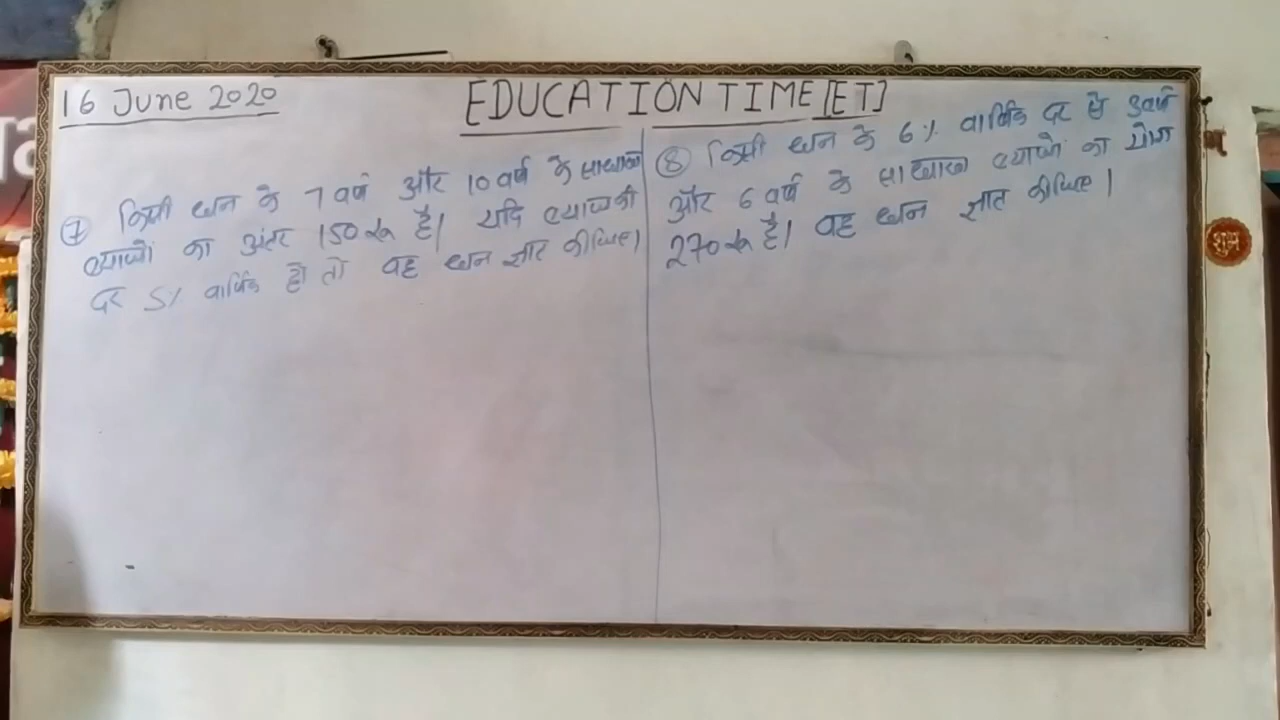 16 June 2020
EDUCATION TIME [ET]
⑦ किसी धन के 7 वर्ष और 10 वर्ष के साधारण
ब्याजों का अंतर 150 रू है। यदि ब्याज की
दर 5% वार्षिक हो तो वह धन ज्ञात कीजिए।
⑧ किसी धन के 6% वार्षिक दर से 3 वर्ष
और 6 वर्ष के साधारण ब्याजों का योग
270 रू है। वह धन ज्ञात कीजिए।
शुभ